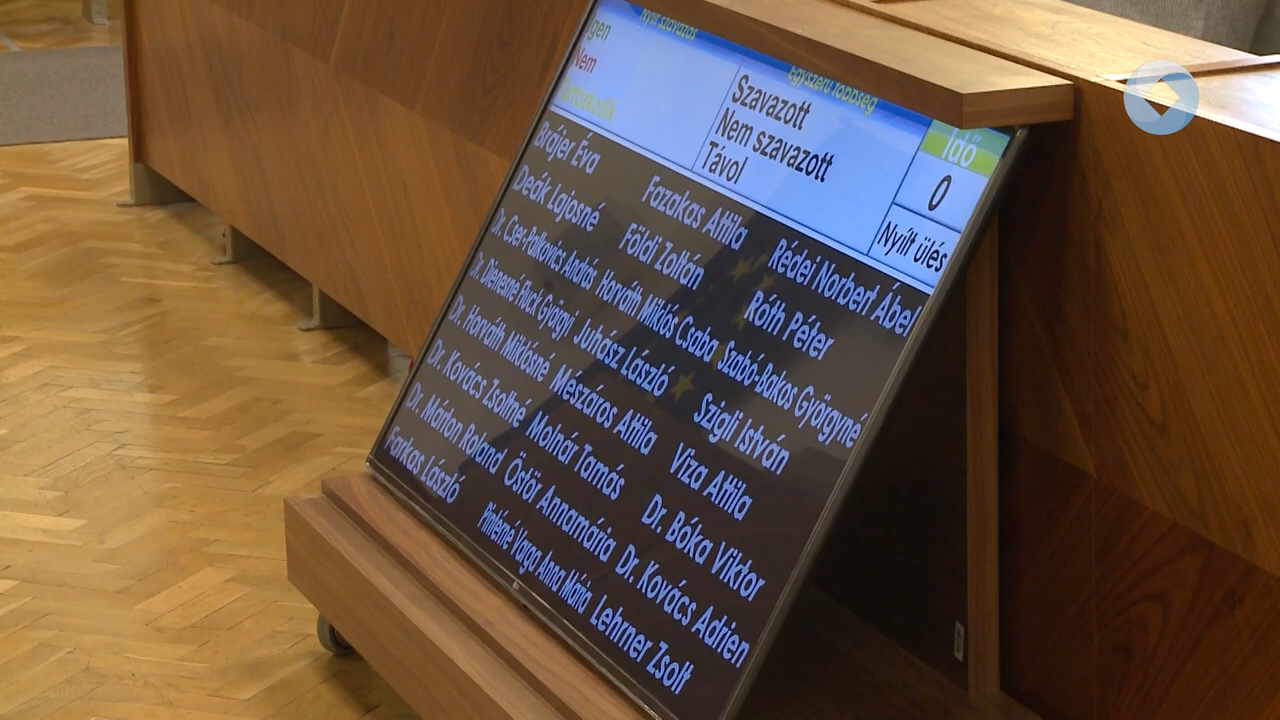 Nyílt szavazás
Egyszerű többség
Igen
Nem
Tartózkodik
Szavazott
Nem szavazott
Távol
Idő
0
Nyílt ülés
Brájer Éva
Deák Lajosné
Dr. Cser-Palkovics András
Dr. Dienesné Fluck Györgyi
Dr. Horváth Miklósné
Dr. Kovács Zsoltné
Dr. Márton Roland
Farkas László
Fazakas Attila
Földi Zoltán
Horváth Miklós Csaba
Juhász László
Mészáros Attila
Molnár Tamás
Östör Annamária
Pintérné Varga Anna Mária
Rédei Norbert Ábel
Róth Péter
Szabó-Bakos Györgyné
Szigli István
Viza Attila
Dr. Bóka Viktor
Dr. Kovács Adrien
Lehrner Zsolt